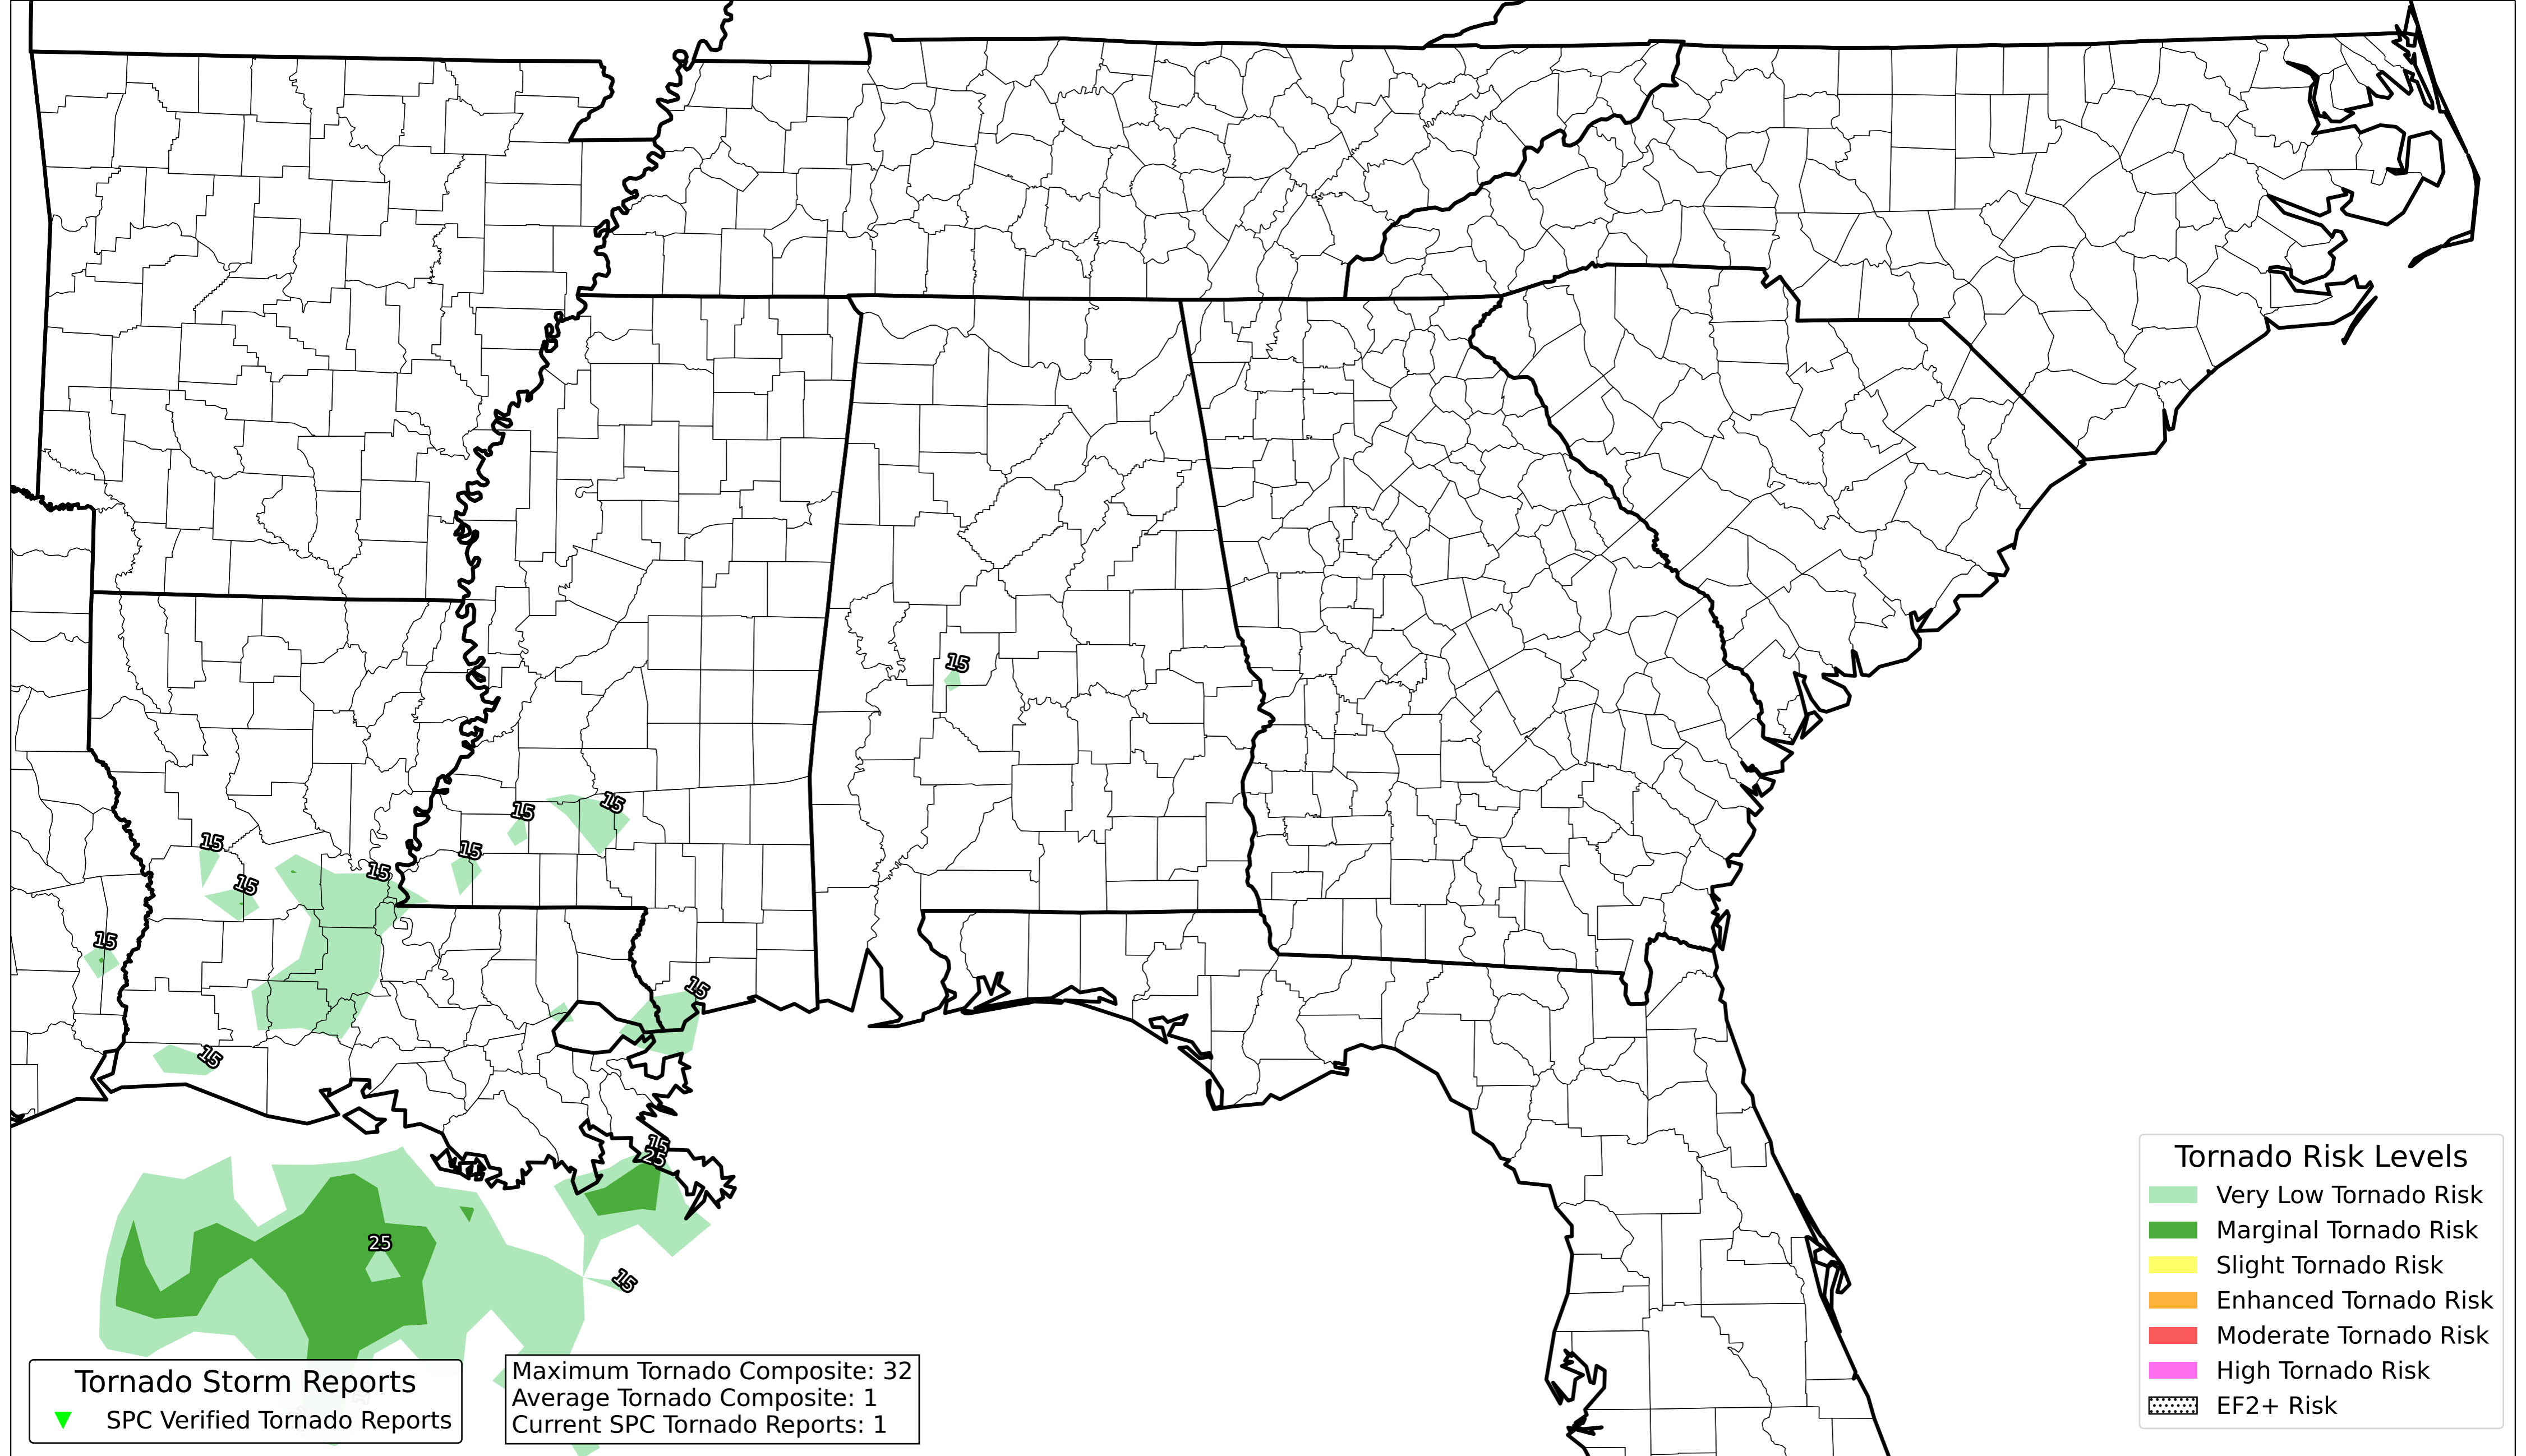 15
15
15
15
15
15
15
15
15
15
15
25
25
15
Tornado Storm Reports
SPC Verified Tornado Reports
Maximum Tornado Composite: 32
Average Tornado Composite: 1
Current SPC Tornado Reports: 1
Tornado Risk Levels
Very Low Tornado Risk
Marginal Tornado Risk
Slight Tornado Risk
Enhanced Tornado Risk
Moderate Tornado Risk
High Tornado Risk
EF2+ Risk